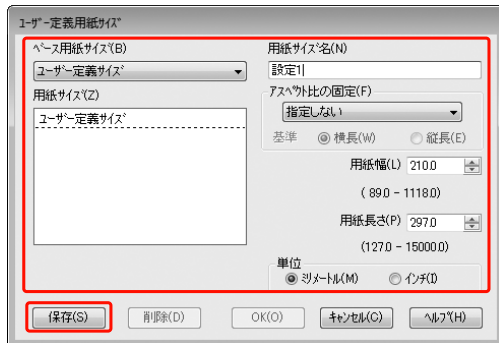 ﾕｰｻﾞｰ定義用紙ｻｲｽﾞ
ﾍﾞｰｽ用紙ｻｲｽﾞ(B)
ﾕｰｻﾞｰ定義ｻｲｽﾞ
用紙ｻｲｽﾞ(Z)
ﾕｰｻﾞｰ定義ｻｲｽﾞ
用紙ｻｲｽﾞ名(N)
設定1
ｱｽﾍﾟｸﾄ比の固定(F)
指定しない
基準 横長(W) 縦長(E)
用紙幅(L) 210.0
( 89.0 - 1118.0)
用紙長さ(P) 297.0
(127.0 - 15000.0)
単位
ﾐﾘﾒｰﾄﾙ(M) ｲﾝﾁ(I)
保存(S) 削除(D) OK(O) ｷｬﾝｾﾙ(C) ﾍﾙﾌﾟ(H)